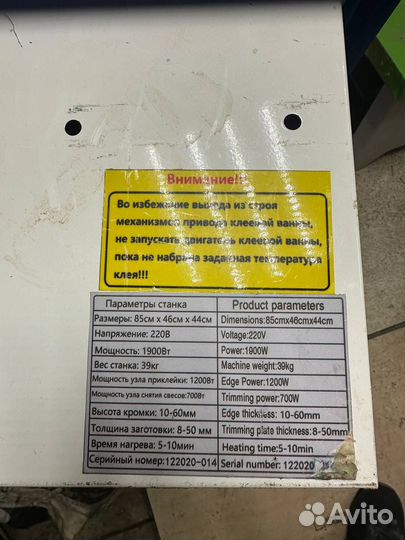 Внимание!!!
Во избежание выхода из строя
механизмов привода клеевой ванны,
не запускать двигатель клеевой ванны,
пока не набрана заданная температура
клея!!!
Параметры станка Product parameters
Размеры: 85см х 46см х 44см Dimensions:85cmx46cmx44cm
Напряжение: 220В Voltage:220V
Мощность: 1900Вт Power:1900W
Вес станка: 39кг Machine weight:39kg
Мощность узла приклейки: 1200Вт Edge Power:1200W
Мощность узла снятия свесов:700Вт Trimming power:700W
Высота кромки: 10-60мм Edge thickness: 10-60mm
Толщина заготовки: 8-50 мм Trimming plate thickness: 8-50mm
Время нагрева: 5-10мин Heating time:5-10min
Серийный номер:122020-014 Serial number:122020
Avito